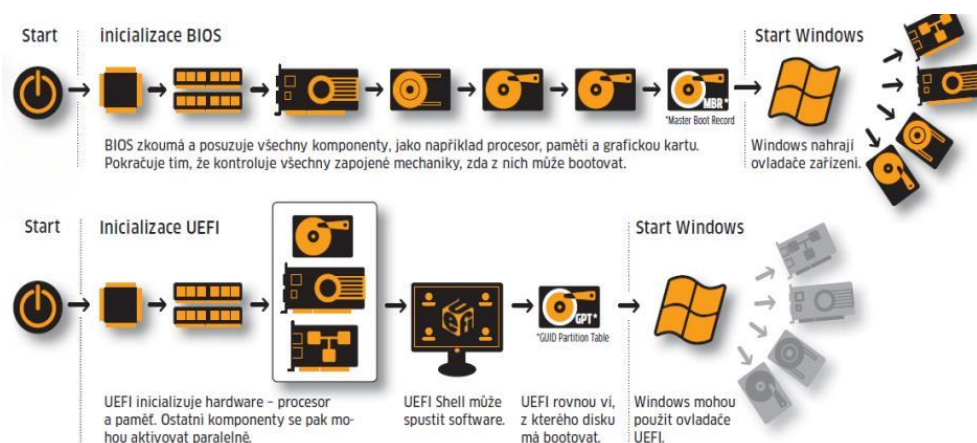 Start
inicializace BIOS
Start Windows
MBR*
*Master Boot Record
BIOS zkoumá a posuzuje všechny komponenty, jako například procesor, paměti a grafickou kartu.
Pokračuje tím, že kontroluje všechny zapojené mechaniky, zda z nich může bootovat.
Windows nahrají
ovladače zařízení.
Start
Inicializace UEFI
Start Windows
uefi
GPT*
*GUID Partition Table
UEFI inicializuje hardware – procesor
a paměť. Ostatní komponenty se pak mo-
hou aktivovat paralelně.
UEFI Shell může
spustit software.
UEFI rovnou ví,
z kterého disku
má bootovat.
Windows mohou
použít ovladače
UEFI.